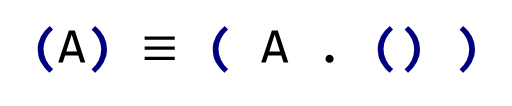 (A) ≡ ( A . () )